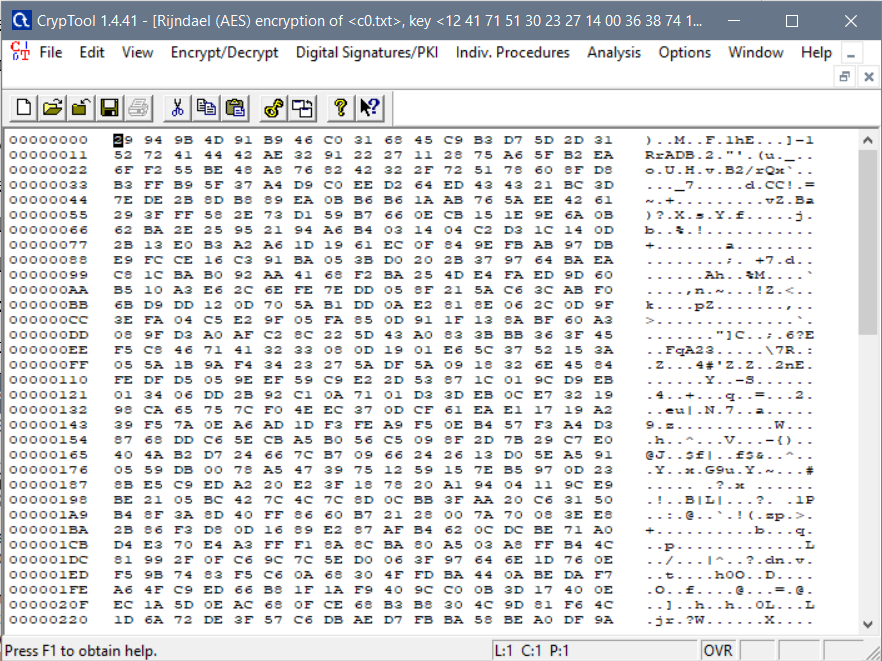 CrypTool 1.4.41 - [Rijndael (AES) encryption of <c0.txt>, key <12 41 71 51 30 23 27 14 00 36 38 74 1...
File Edit View Encrypt/Decrypt Digital Signatures/PKI Indiv. Procedures Analysis Options Window Help
00000000 29 94 9B 4D 91 B9 46 C0 31 68 45 C9 B3 D7 5D 2D 31 )..M..F.1hE...]-1
00000011 52 72 41 44 42 AE 32 91 22 27 11 28 75 A6 5F B2 EA RrADB.2."'.(u._..
00000022 6F F2 55 BE 48 A8 76 82 42 32 2F 72 51 78 60 8F D8 o.U.H.v.B2/rQx`..
00000033 B3 FF B9 5F 37 A4 D9 C0 EE D2 64 ED 43 43 21 BC 3D ..._7.....d.CC!.=
00000044 7E DE 2B 8D B8 89 EA 0B B6 B6 1A AB 76 5A EE 42 61 ~.+.........vZ.Ba
00000055 29 3F FF 58 2E 73 D1 59 B7 66 0E CB 15 1E 9E 6A 0B )?.X.s.Y.f.....j.
00000066 62 BA 2E 25 95 21 94 A6 B4 03 14 04 C2 D3 1C 14 0D b..%.!...........
00000077 2B 13 E0 B3 A2 A6 1D 19 61 EC 0F 84 9E FB AB 97 DB +.......a........
00000088 E9 FC CE 16 C3 91 BA 05 3B D0 20 2B 37 97 64 BA EA ........;. +7.d..
00000099 C8 1C BA B0 92 AA 41 68 F2 BA 25 4D E4 FA ED 9D 60 ......Ah..%M....`
000000AA B5 10 A3 E6 2C 6E FE 7E DD 05 8F 21 5A C6 3C AB F0 ....,n.~...!Z.<..
000000BB 6B D9 DD 12 0D 70 5A B1 DD 0A E2 81 8E 06 2C 0D 9F k....pZ.......,..
000000CC 3E FA 04 C5 E2 9F 05 FA 85 0D 91 1F 13 8A BF 60 A3 >..............`.
000000DD 08 9F D3 A0 AF C2 8C 22 5D 43 A0 83 3B BB 36 3F 45 ......."]C..;.6?E
000000EE F5 C8 46 71 41 32 33 08 0D 19 01 E6 5C 37 52 15 3A ..FqA23.....\7R.:
000000FF 05 5A 1B 9A F4 34 23 27 5A DF 5A 09 18 32 6E 45 84 .Z...4#'Z.Z..2nE.
00000110 FE DF D5 05 9E EF 59 C9 E2 2D 53 87 1C 01 9C D9 EB ......Y..-S......
00000121 01 34 06 DD 2B 92 C1 0A 71 01 D3 3D EB 0C E7 32 19 .4..+...q..=...2.
00000132 98 CA 65 75 7C F0 4E EC 37 0D CF 61 EA E1 17 19 A2 ..eu|.N.7..a.....
00000143 39 F5 7A 0E A6 AD 1D F3 FE A9 F5 0E B4 57 F3 A4 D3 9.z..........W...
00000154 87 68 DD C6 5E CB A5 B0 56 C5 09 8F 2D 7B 29 C7 E0 .h..^...V...-{)..
00000165 40 4A B2 D7 24 66 7C B7 09 66 24 26 13 D0 5E A5 91 @J..$f|..f$&..^..
00000176 05 59 DB 00 78 A5 47 39 75 12 59 15 7E B5 97 0D 23 .Y..x.G9u.Y.~...#
00000187 8B E5 C9 ED A2 20 E2 3F 18 78 20 A1 94 04 11 9C E9 ..... .?.x ......
00000198 BE 21 05 BC 42 7C 4C 7C 8D 0C BB 3F AA 20 C6 31 50 .!..B|L|...?. .1P
000001A9 B4 8F 3A 8D 40 FF 86 60 B7 21 28 00 7A 70 08 3E E8 ..:.@..`.!(.zp.>.
000001BA 2B 86 F3 D8 0D 16 89 E2 87 AF B4 62 0C DC BE 71 A0 +..........b...q.
000001CB D4 E3 70 E4 A3 FF F1 8A 8C BA 80 A5 03 A8 FF B4 4C ..p.............L
000001DC 81 99 2F 0F C6 9C 7C 5E D0 06 3F 97 64 6E 1D 76 0E ../...|^..?.dn.v.
000001ED F5 9B 74 83 F5 C6 0A 68 30 4F FD BA 44 0A BE DA F7 ..t....h0O..D....
000001FE A6 4F C9 ED 66 B8 1F 1A F9 40 9C C0 0B 3D 17 40 0E .O..f....@...=.@.
0000020F EC 1A 5D 0E AC 68 0F CE 68 B3 B8 30 4C 9D 81 F6 4C ..]..h..h..0L...L
00000220 1D 6A 72 DE 3F 57 C6 DB AE D7 FB BA 58 BE A0 DF 9A .jr.?W......X....
Press F1 to obtain help. L:1 C:1 P:1 OVR